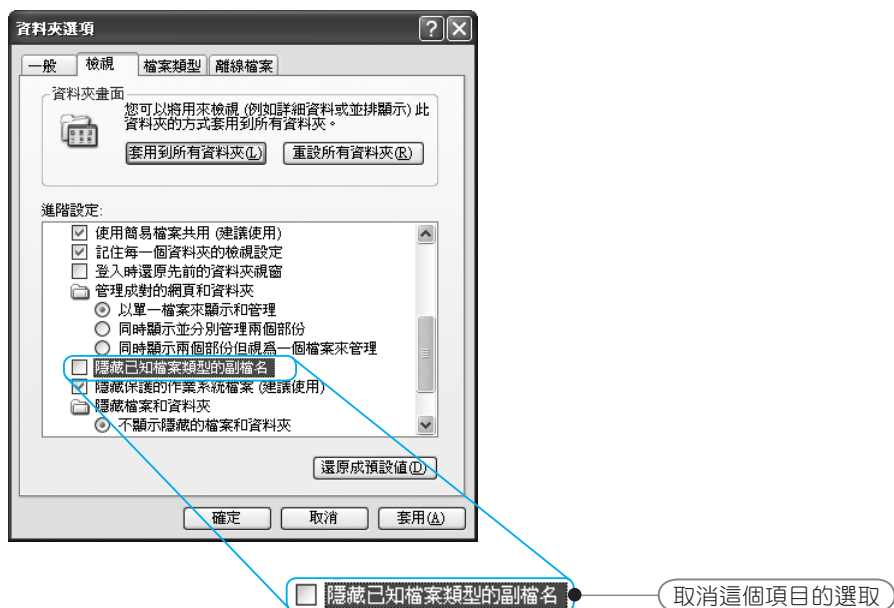 資料夾選項
一般 檢視 檔案類型 離線檔案
資料夾畫面
您可以將用來檢視 (例如詳細資料或並排顯示) 此
資料夾的方式套用到所有資料夾。
套用到所有資料夾(L) 重設所有資料夾(R)
進階設定:
使用簡易檔案共用 (建議使用)
記住每一個資料夾的檢視設定
登入時還原先前的資料夾視窗
管理成對的網頁和資料夾
以單一檔案來顯示和管理
同時顯示並分別管理兩個部份
同時顯示兩個部份但視為一個檔案來管理
隱藏已知檔案類型的副檔名
隱藏保護的作業系統檔案 (建議使用)
隱藏檔案和資料夾
不顯示隱藏的檔案和資料夾
還原成預設值(D)
確定 取消 套用(A)
隱藏已知檔案類型的副檔名 取消這個項目的選取